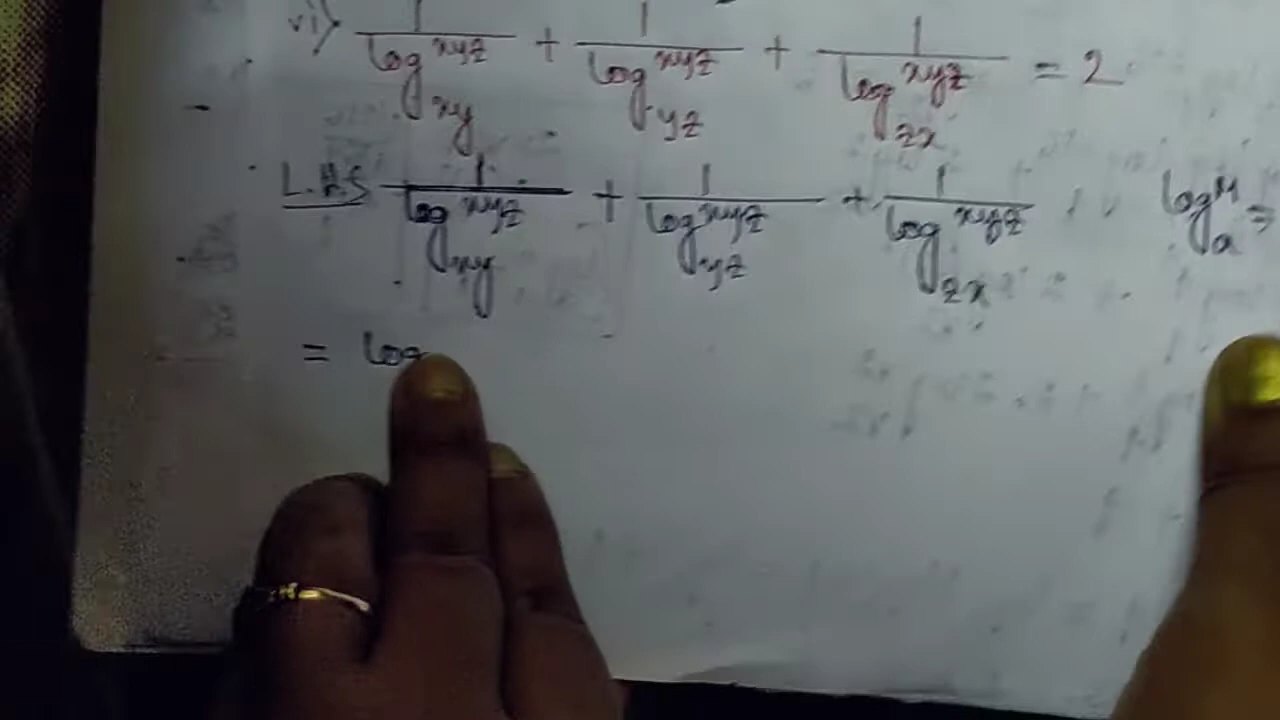 vi) 1/log_xy^xyz + 1/log_yz^xyz + 1/log_zx^xyz = 2
L.H.S 1/log_xy^xyz + 1/log_yz^xyz + 1/log_zx^xyz
log_a^M =
= log